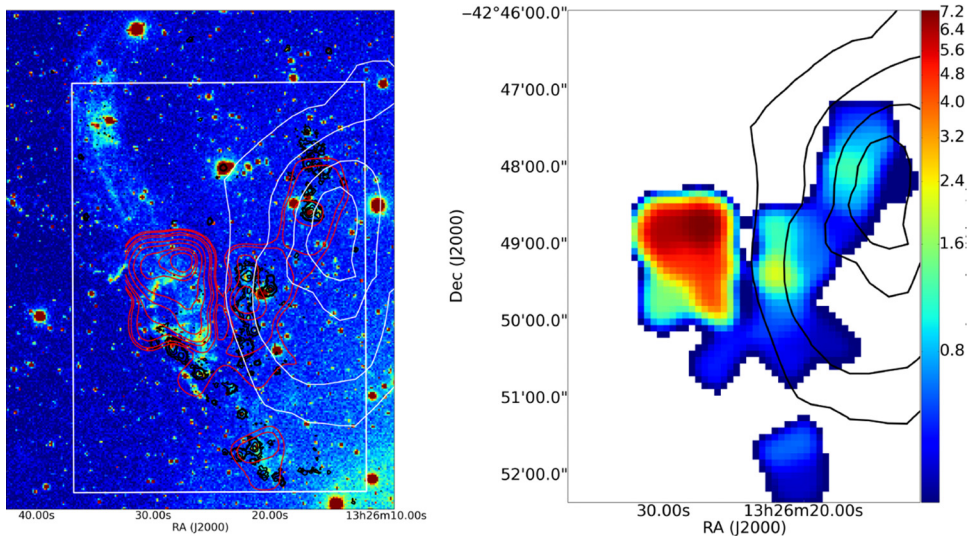 40.00s
30.00s
20.00s
13h26m10.00s
RA (J2000)
−42°46'00.0"
47'00.0"
48'00.0"
49'00.0"
50'00.0"
51'00.0"
52'00.0"
Dec (J2000)
30.00s
13h26m20.00s
RA (J2000)
7.2
6.4
5.6
4.8
4.0
3.2
2.4
1.6
0.8